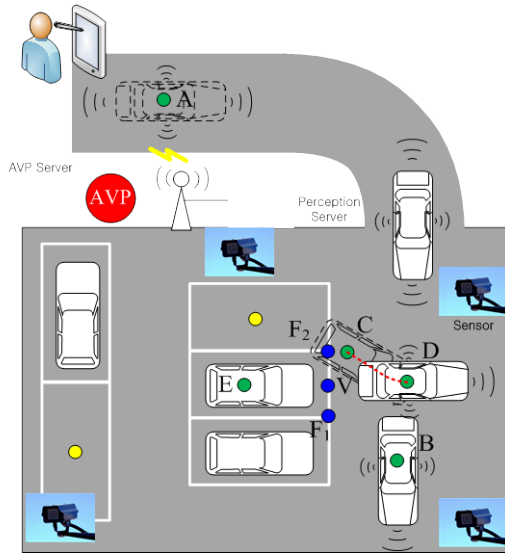 A
AVP Server
AVP
Perception
Server
Sensor
F2
C
D
E
V
F1
B